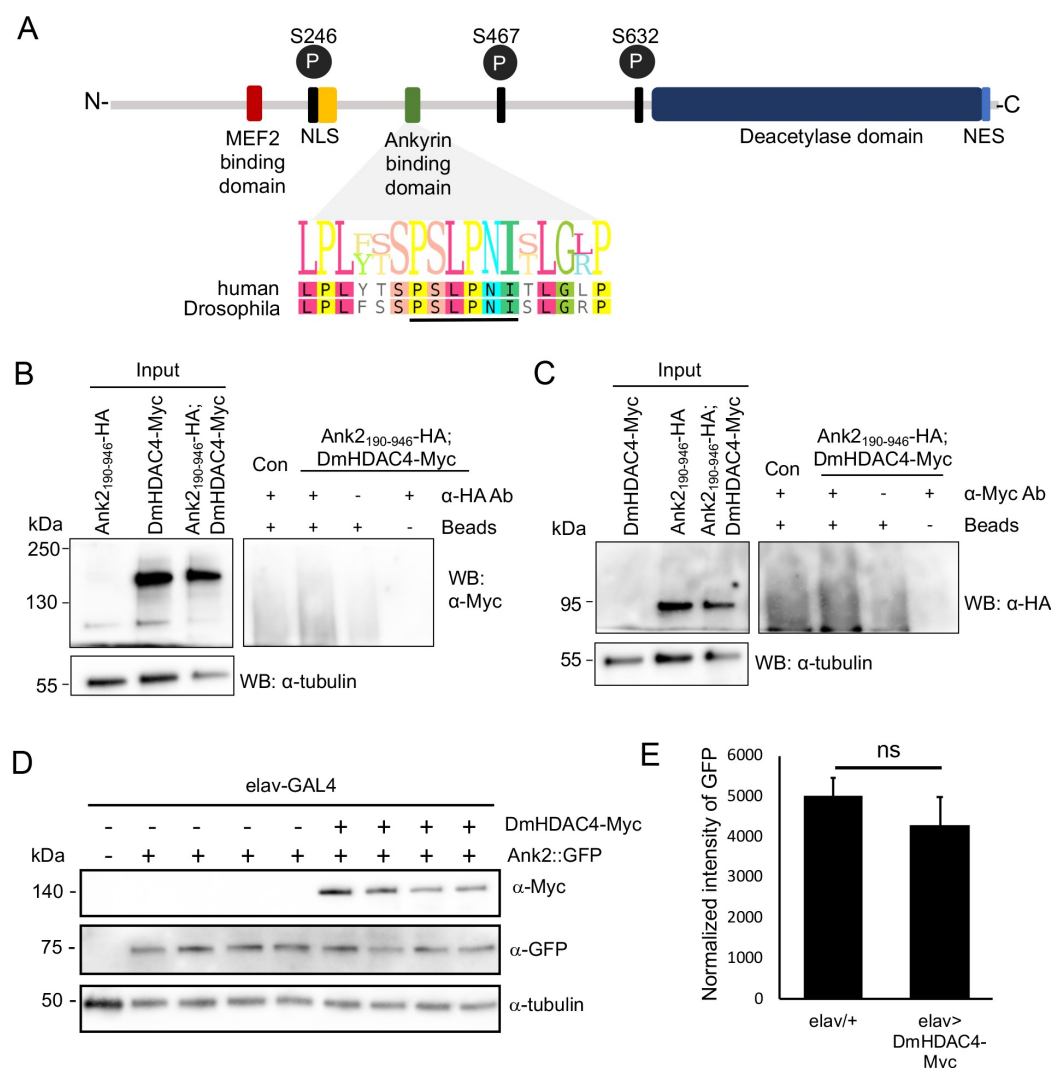 A
S246
S467
S632
P
P
P
N-
-C
MEF2
binding
domain
NLS
Ankyrin
binding
domain
Deacetylase domain
NES
LPLFSSPSLPNISLGLP
YT T R
human LPLYTSPSLPNITLGLP
Drosophila LPLFSSPSLPNISLGRP
B
Input
Ank2190-946-HA
DmHDAC4-Myc
Ank2190-946-HA;
DmHDAC4-Myc
Ank2190-946-HA;
Con DmHDAC4-Myc
+ + - + α-HA Ab
+ + + - Beads
kDa
250
130
WB:
α-Myc
55
WB: α-tubulin
C
Input
DmHDAC4-Myc
Ank2190-946-HA
Ank2190-946-HA;
DmHDAC4-Myc
Ank2190-946-HA;
Con DmHDAC4-Myc
+ + - + α-Myc Ab
+ + + - Beads
kDa
95
WB: α-HA
55
WB: α-tubulin
D
elav-GAL4
- - - - - + + + + DmHDAC4-Myc
kDa - + + + + + + + + Ank2::GFP
140 - α-Myc
75 - α-GFP
50 - α-tubulin
E
Normalized intensity of GFP
6000
5000
4000
3000
2000
1000
0
ns
elav/+
elav>
DmHDAC4-
Myc